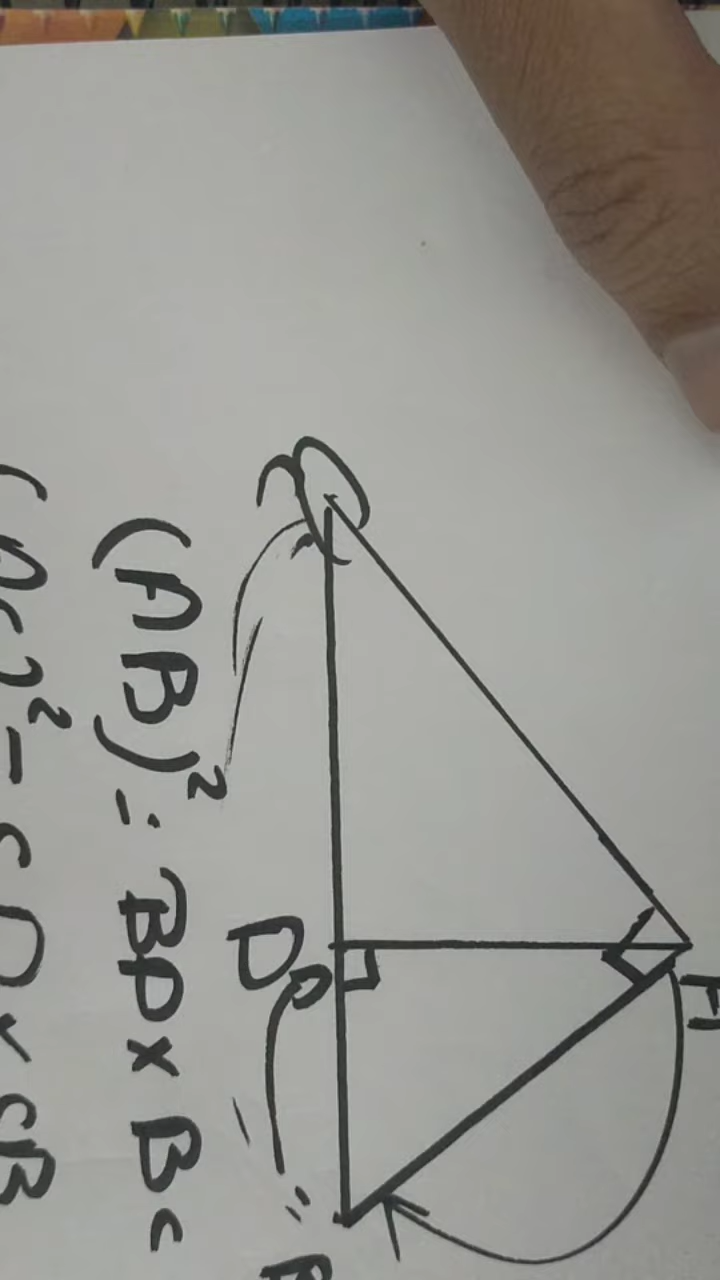 A
D
(AB)² = BD x BC
(AC)² = CD x CB